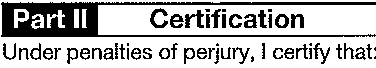 Part II Certification
Under penalties of perjury, I certify that: